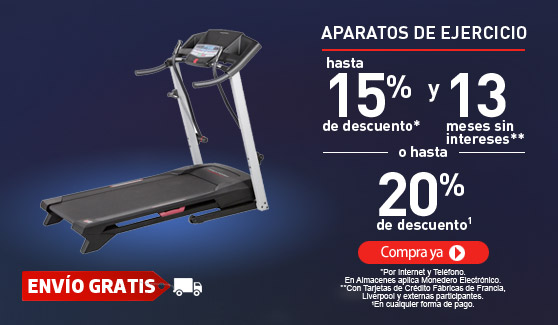 APARATOS DE EJERCICIO
hasta
15% y 13
de descuento* meses sin
intereses**
o hasta
20%
de descuento¹
Compra ya
ENVÍO GRATIS
*Por Internet y Teléfono.
En Almacenes aplica Monedero Electrónico.
**Con Tarjetas de Crédito Fábricas de Francia,
Liverpool y externas participantes.
¹En cualquier forma de pago.